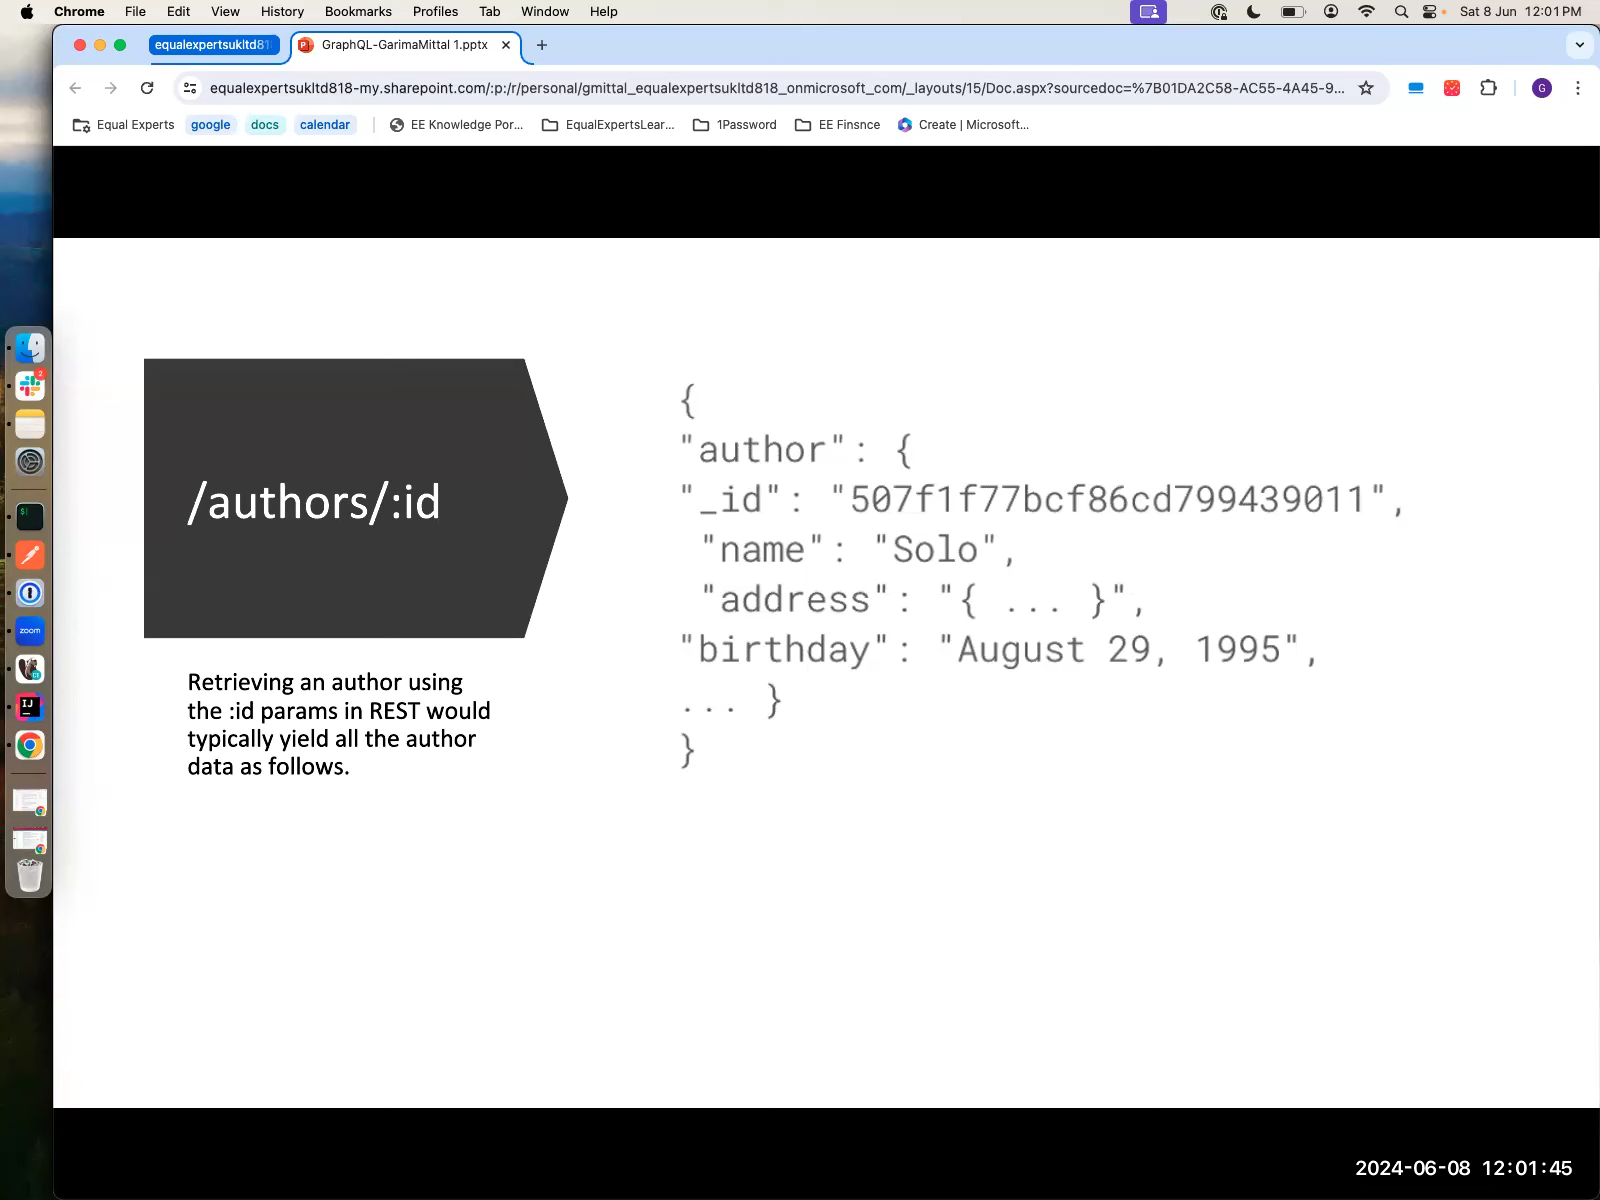 Chrome File Edit View History Bookmarks Profiles Tab Window Help Sat 8 Jun 12:01 PM
equalexpertsukltd81 GraphQL-GarimaMittal 1.pptx
equalexpertsukltd818-my.sharepoint.com/:p:/r/personal/gmittal_equalexpertsukltd818_onmicrosoft_com/_layouts/15/Doc.aspx?sourcedoc=%7B01DA2C58-AC55-4A45-9... G
Equal Experts google docs calendar EE Knowledge Por... EqualExpertsLear... 1Password EE Finsnce Create | Microsoft...
/authors/:id
Retrieving an author using
the :id params in REST would
typically yield all the author
data as follows.
{
"author": {
"_id": "507f1f77bcf86cd799439011",
"name": "Solo",
"address": "{ ... }",
"birthday": "August 29, 1995",
... }
}
2
zoom
IJ
2024-06-08 12:01:45